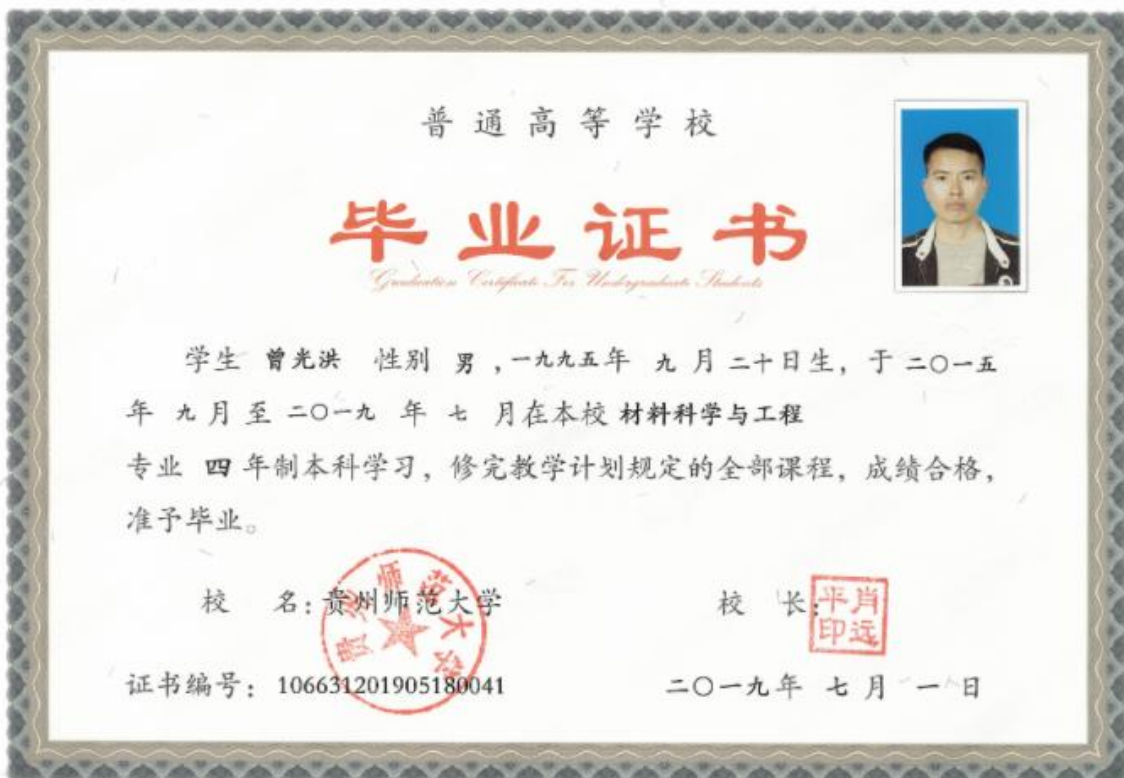 普通高等学校
毕业证书
Graduation Certificate For Undergraduate Students
学生 曾光洪 性别 男，一九九五年 九 月 二十日生，于 二〇一五
年 九 月 至 二〇一九 年 七 月在本校 材料科学与工程
专业 四 年制本科学习，修完教学计划规定的全部课程，成绩合格，
准予毕业。
校 名：贵州师范大学
贵州师范大学
校 长：
肖远平印
证书编号：106631201905180041
二〇一九年 七 月 一 日